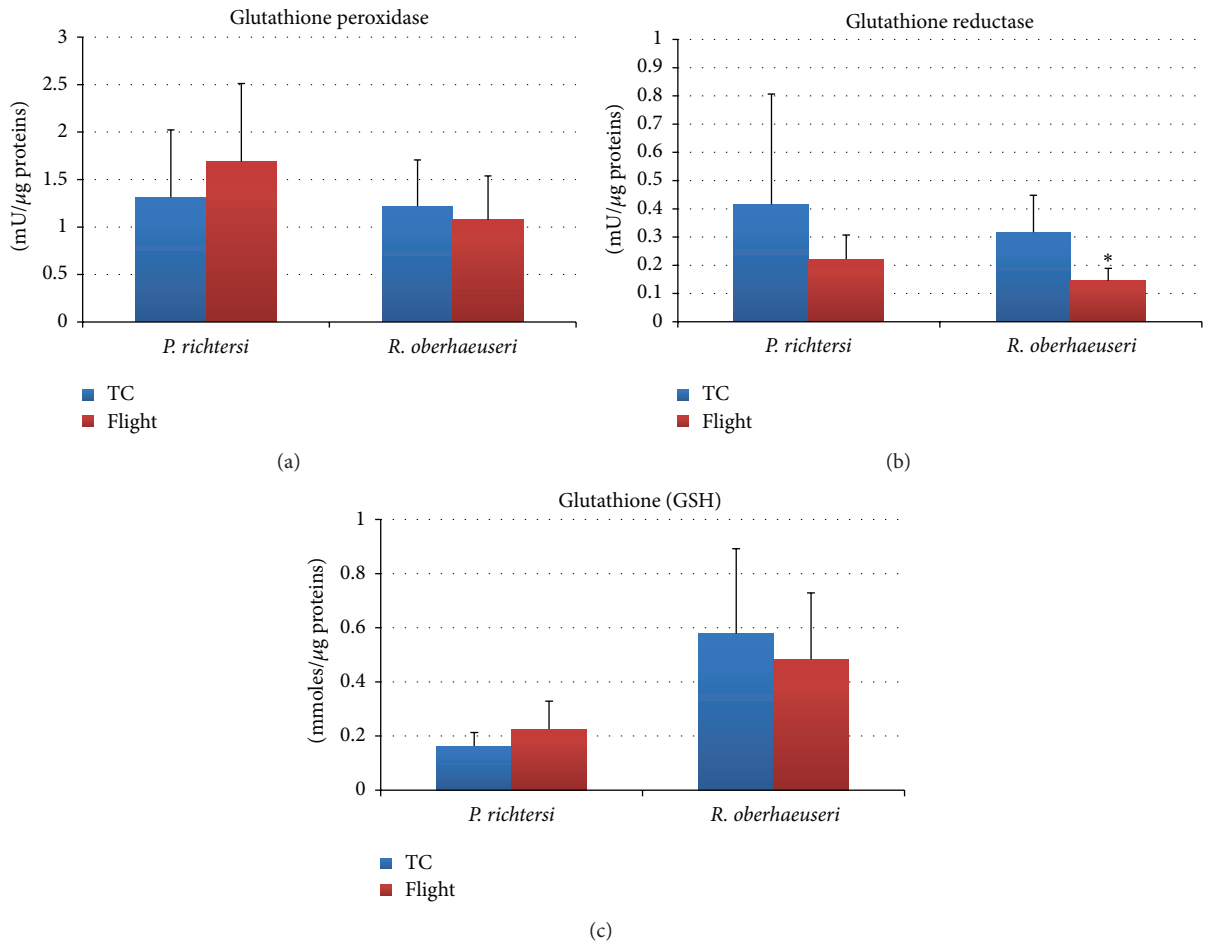 Glutathione peroxidase
3
2.5
2
1.5
1
0.5
0
(mU/μg proteins)
P. richtersi R. oberhaeuseri
TC
Flight
(a)
Glutathione reductase
1
0.9
0.8
0.7
0.6
0.5
0.4
0.3
0.2
0.1
0
(mU/μg proteins)
*
P. richtersi R. oberhaeuseri
TC
Flight
(b)
Glutathione (GSH)
1
0.8
0.6
0.4
0.2
0
(mmoles/μg proteins)
P. richtersi R. oberhaeuseri
TC
Flight
(c)